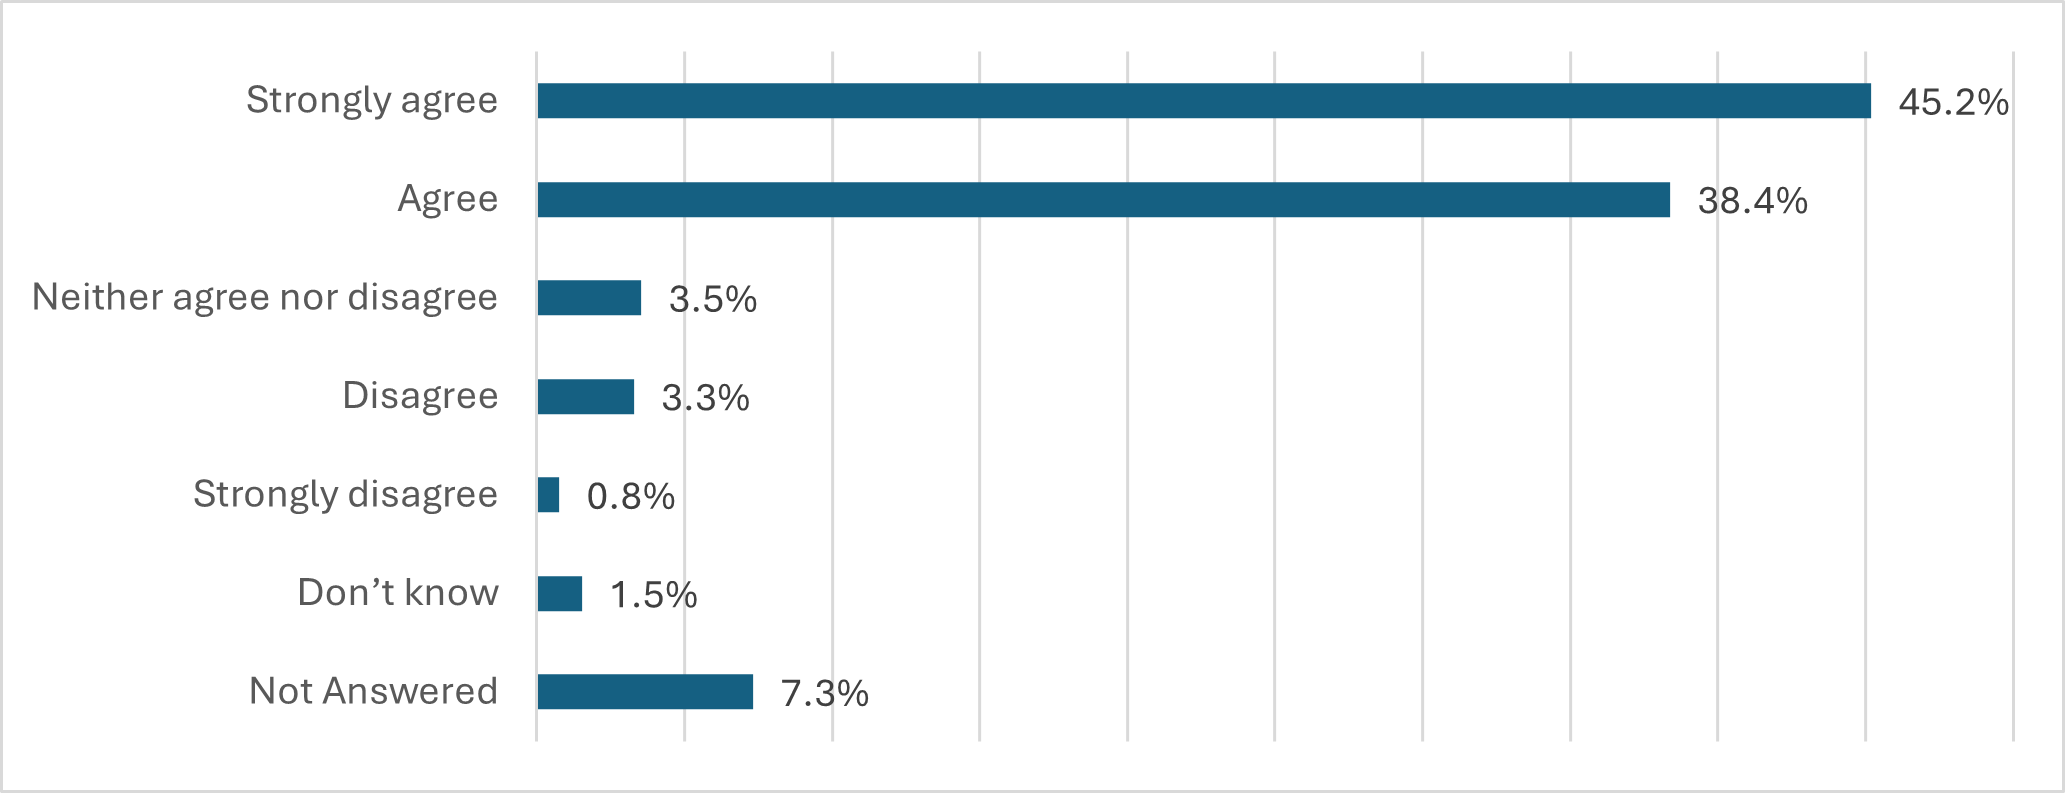 Strongly agree 45.2%
Agree 38.4%
Neither agree nor disagree 3.5%
Disagree 3.3%
Strongly disagree 0.8%
Don’t know 1.5%
Not Answered 7.3%